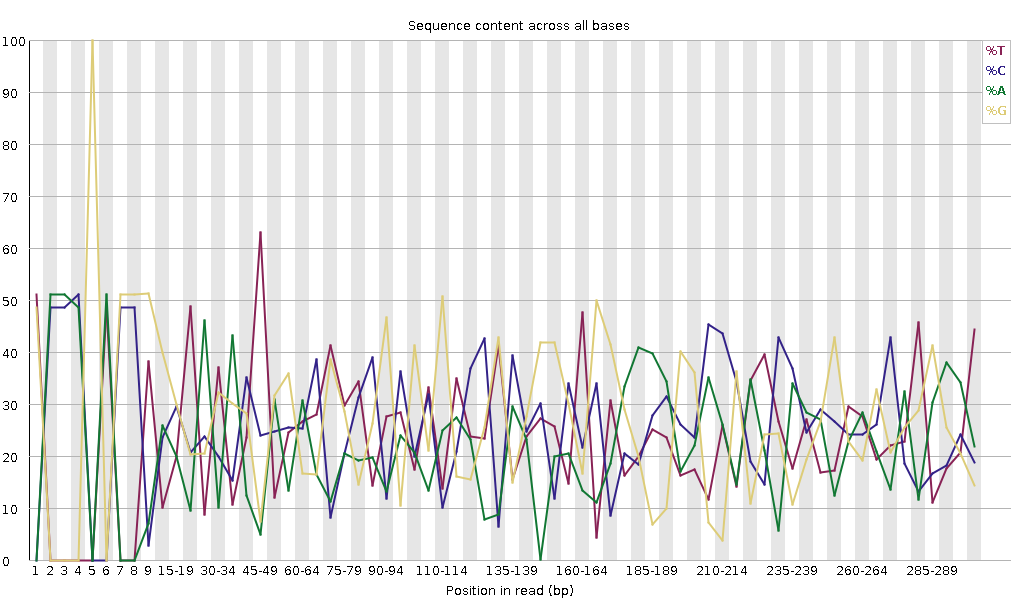 Sequence content across all bases
100
90
80
70
60
50
40
30
20
10
0
%T
%C
%A
%G
1 2 3 4 5 6 7 8 9 15-19 30-34 45-49 60-64 75-79 90-94 110-114 135-139 160-164 185-189 210-214 235-239 260-264 285-289
Position in read (bp)